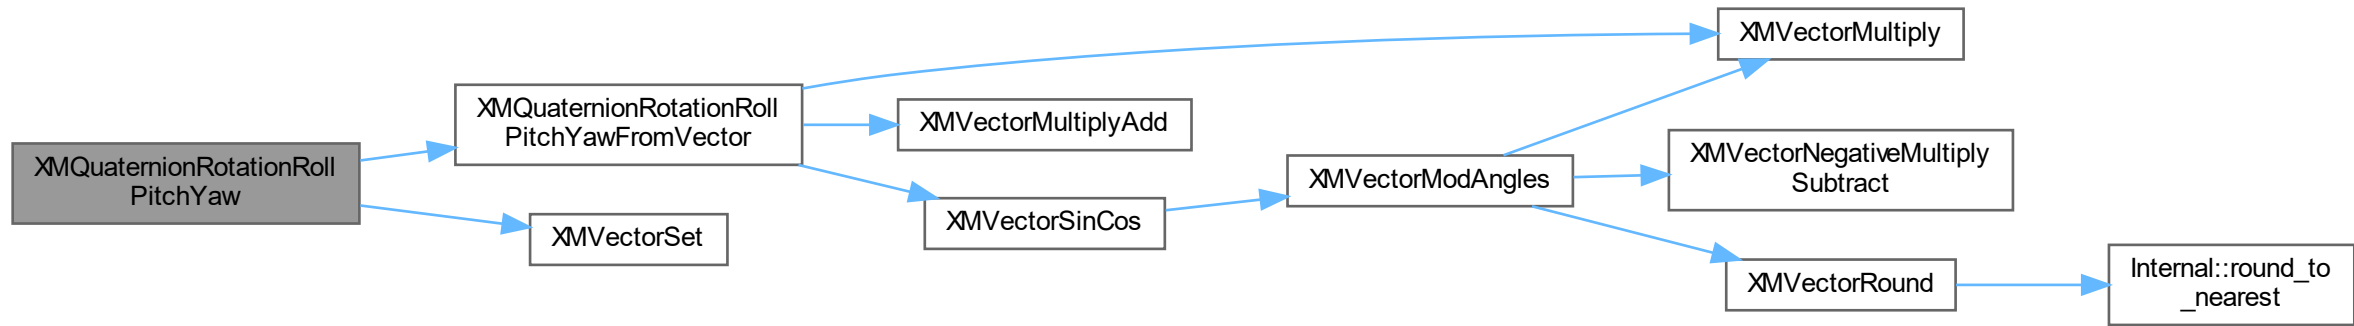 XMQuaternionRotationRoll
PitchYaw
XMQuaternionRotationRoll
PitchYawFromVector
XMVectorSet
XMVectorMultiplyAdd
XMVectorSinCos
XMVectorModAngles
XMVectorMultiply
XMVectorNegativeMultiply
Subtract
XMVectorRound
Internal::round_to
_nearest